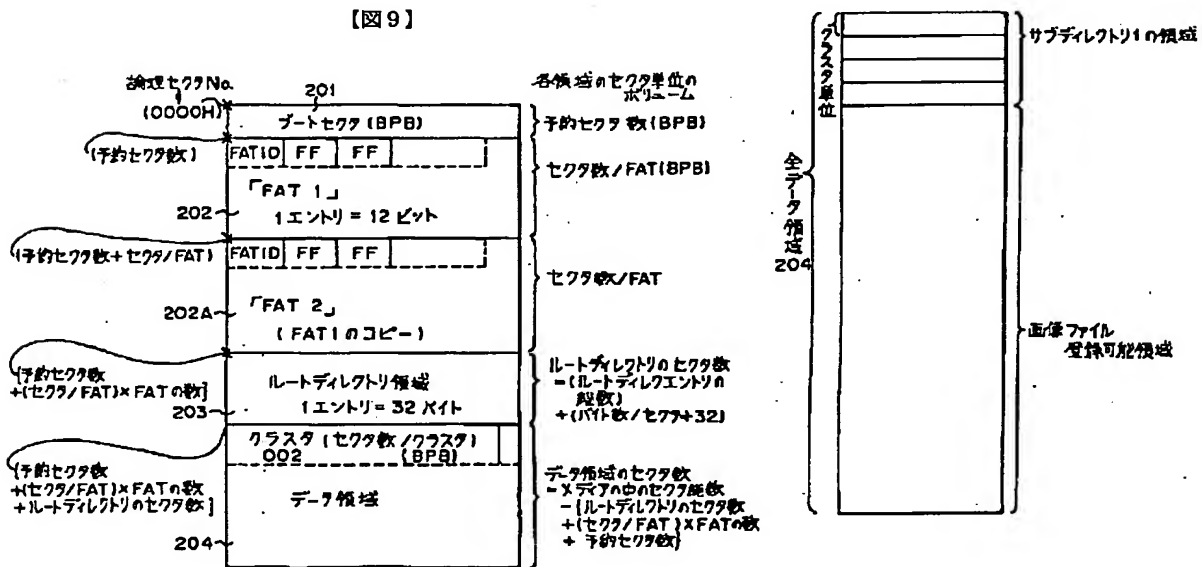 【図9】
論理セクタNo.
(0000H)
201
ブートセクタ(BPB)
各領域のセクタ単位の
ボリューム
予約セクタ数(BPB)
(予約セクタ数)
FATID FF FF
「FAT 1」
1エントリ=12ビット
202
セクタ数/FAT(BPB)
(予約セクタ数+セクタ/FAT)
FATID FF FF
「FAT 2」
(FAT1のコピー)
202A
セクタ数/FAT
{予約セクタ数
+(セクタ/FAT)×FATの数}
ルートディレクトリ領域
1エントリ=32バイト
203
ルートディレクトリのセクタ数
=(ルートディレクエントリの
総数)
÷(バイト数/セクタ÷32)
{予約セクタ数
+(セクタ/FAT)×FATの数
+ルートディレクトリのセクタ数}
クラスタ(セクタ数/クラスタ)
002 (BPB)
データ領域
204
データ領域のセクタ数
=メディアの中のセクタ総数
-{ルートディレクトリのセクタ数
+(セクタ/FAT)×FATの数
+予約セクタ数}
クラスタ単位
全データ領域
204
サブディレクトリ1の領域
画像ファイル
登録可能領域